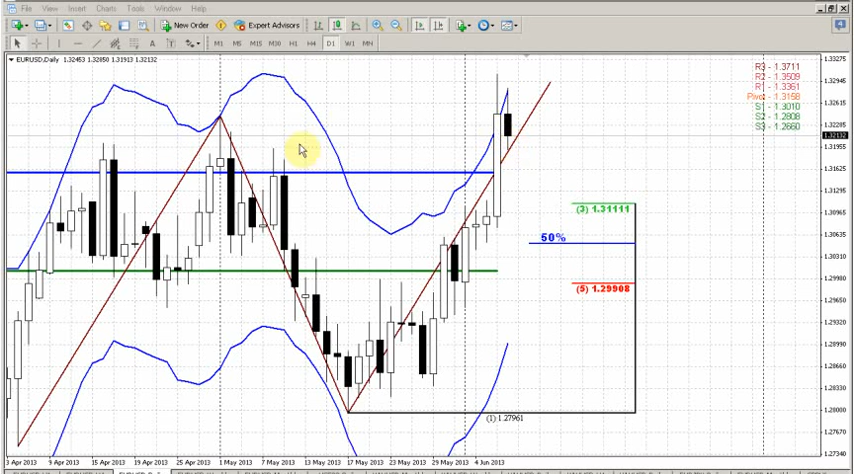 File View Insert Charts Tools Window Help
New Order Expert Advisors
M1 M5 M15 M30 H1 H4 D1 W1 MN
EURUSD,Daily 1.32453 1.32850 1.31913 1.32132
R3 - 1.3711
R2 - 1.3509
R1 - 1.3361
Pivot - 1.3158
S1 - 1.3010
S2 - 1.2808
S3 - 1.2660
1.33275
1.32945
1.32615
1.32285
1.32132
1.31955
1.31625
1.31295
1.30965
1.30635
1.30310
1.29980
1.29650
1.29320
1.28990
1.28660
1.28330
1.28000
1.27670
(3) 1.31111
50%
(5) 1.29908
(1) 1.27961
3 Apr 2013 9 Apr 2013 15 Apr 2013 19 Apr 2013 25 Apr 2013 1 May 2013 7 May 2013 13 May 2013 17 May 2013 23 May 2013 29 May 2013 4 Jun 2013